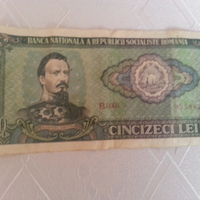 BANCA NATIONALA A REPUBLICII SOCIALISTE ROMANIA
CINCIZECI LEI